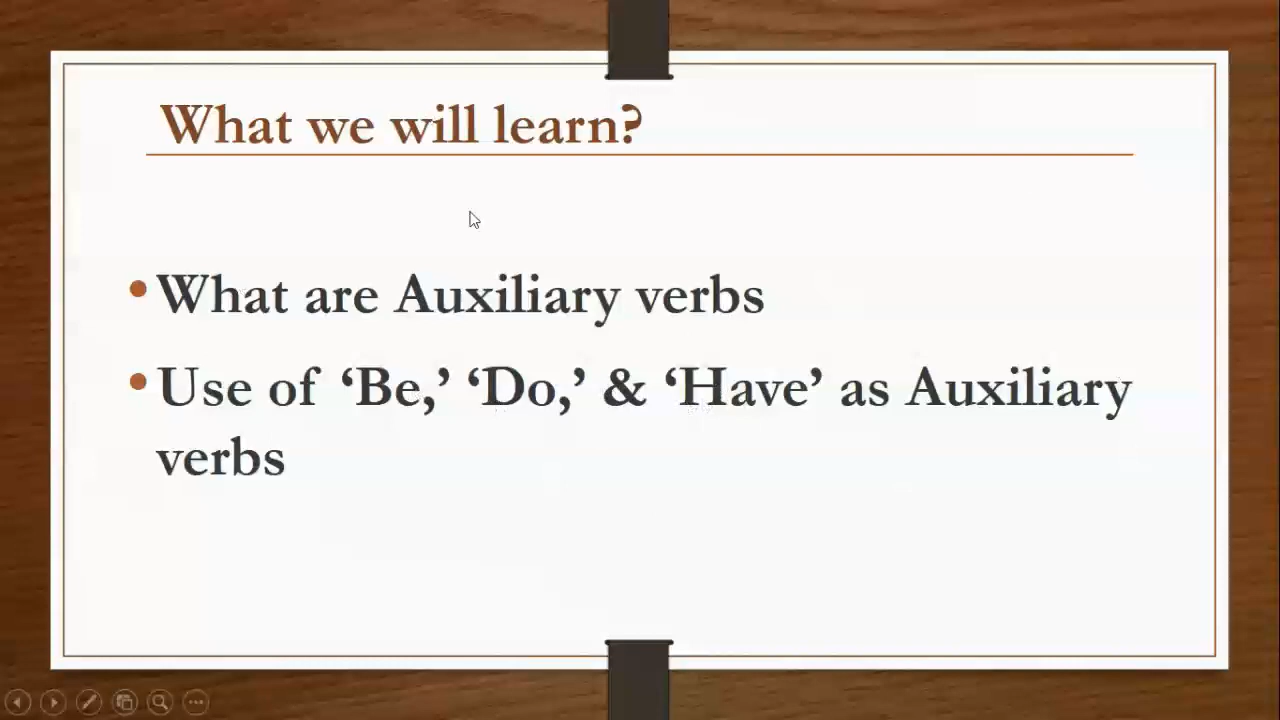 What we will learn?
• What are Auxiliary verbs
• Use of ‘Be,’ ‘Do,’ & ‘Have’ as Auxiliary
verbs